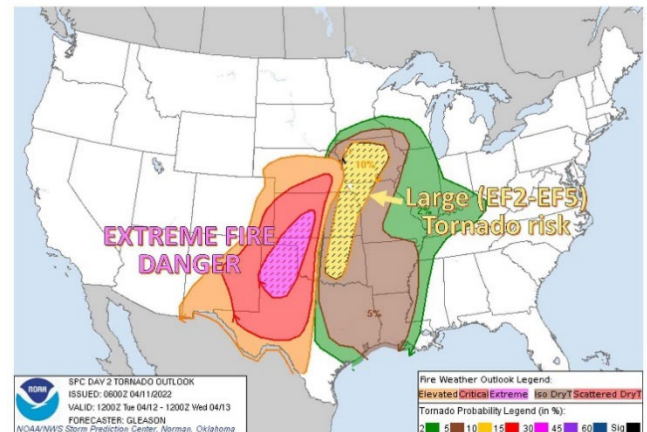 10%
Large (EF2-EF5)
Tornado risk
2%
EXTREME FIRE
DANGER
5%
NOAA
SPC DAY 2 TORNADO OUTLOOK
ISSUED: 0600Z 04/11/2022
VALID: 1200Z Tue 04/12 - 1200Z Wed 04/13
FORECASTER: GLEASON
NOAA/NWS Storm Prediction Center, Norman, Oklahoma
Fire Weather Outlook Legend:
Elevated Critical Extreme Iso DryT Scattered DryT
Tornado Probability Legend (in %):
2 5 10 15 30 45 60 Sig